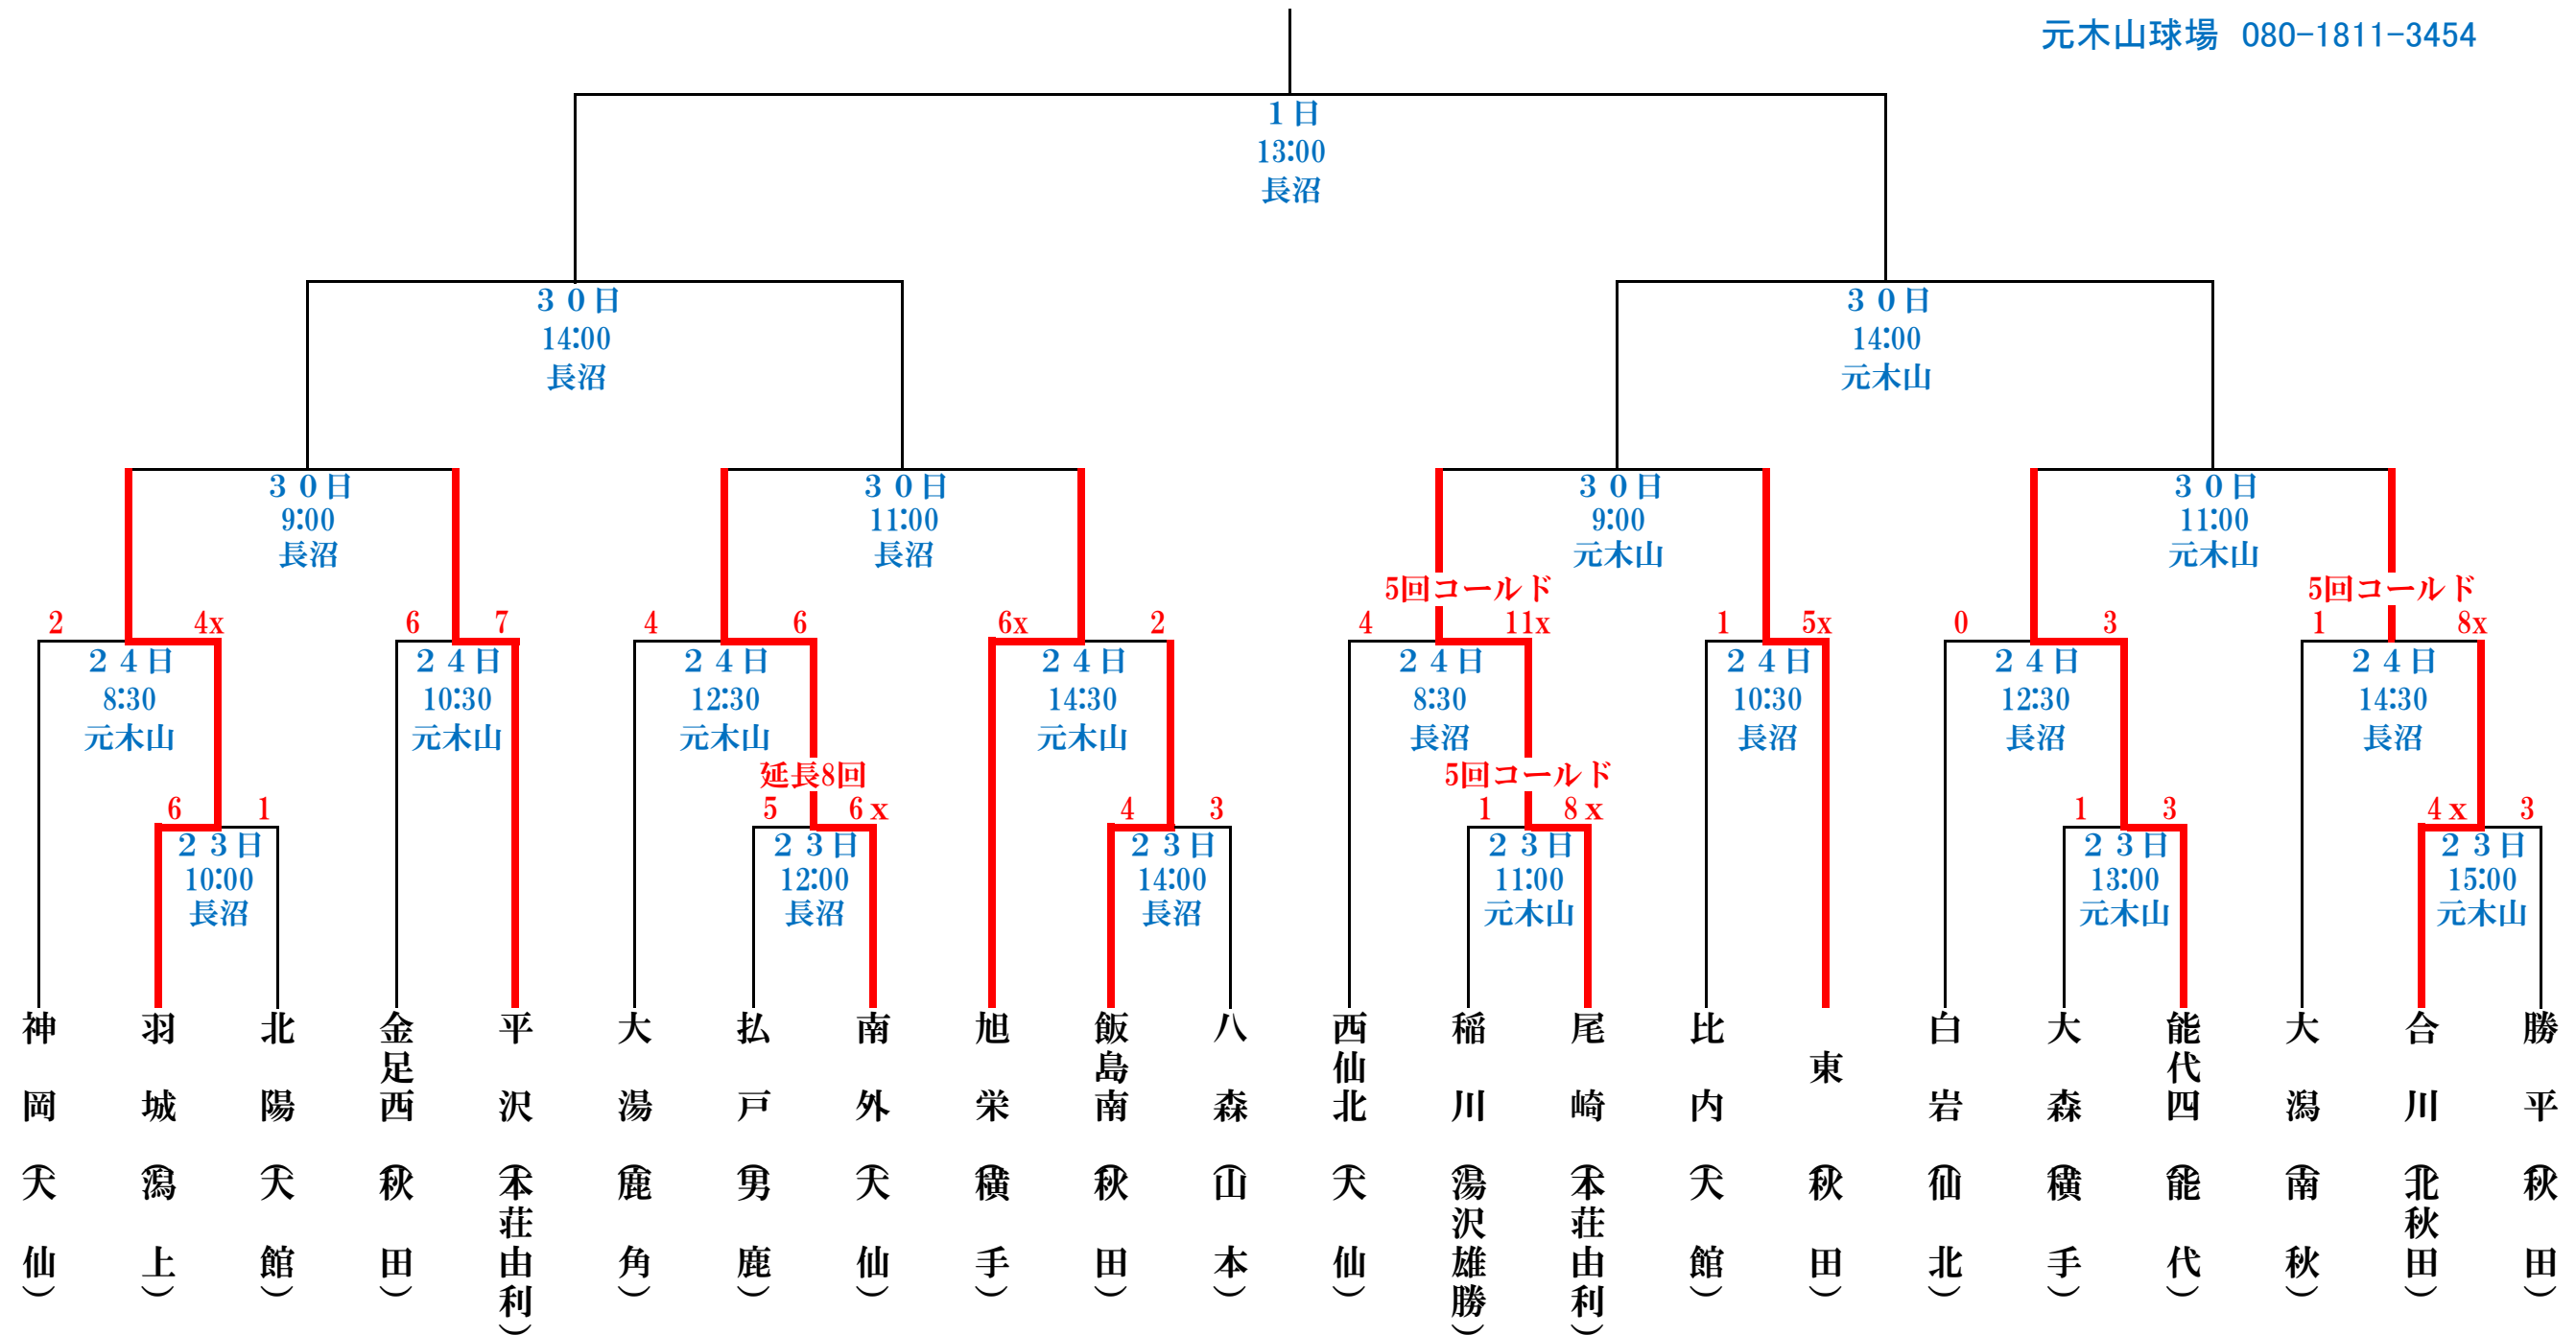 元木山球場 080-1811-3454
１日
13:00
長沼
３０日
14:00
長沼
３０日
14:00
元木山
３０日
9:00
長沼
３０日
11:00
長沼
３０日
9:00
元木山
３０日
11:00
元木山
5回コールド
5回コールド
2 4x
6 7
4 6
6x 2
4 11x
1 5x
0 3
1 8x
２４日
8:30
元木山
２４日
10:30
元木山
２４日
12:30
元木山
２４日
14:30
元木山
２４日
8:30
長沼
２４日
10:30
長沼
２４日
12:30
長沼
２４日
14:30
長沼
延長8回
5回コールド
6 1
5 6 x
4 3
1 8 x
1 3
4 x 3
２３日
10:00
長沼
２３日
12:00
長沼
２３日
14:00
長沼
２３日
11:00
元木山
２３日
13:00
元木山
２３日
15:00
元木山
神岡（大仙）
羽城（潟上）
北陽（大館）
金足西（秋田）
平沢（本荘由利）
大湯（鹿角）
払戸（男鹿）
南外（大仙）
旭栄（横手）
飯島南（秋田）
八森（山本）
西仙北（大仙）
稲川（湯沢雄勝）
尾崎（本荘由利）
比内（大館）
東（秋田）
白岩（仙北）
大森（横手）
能代四（能代）
大潟（南秋）
合川（北秋田）
勝平（秋田）